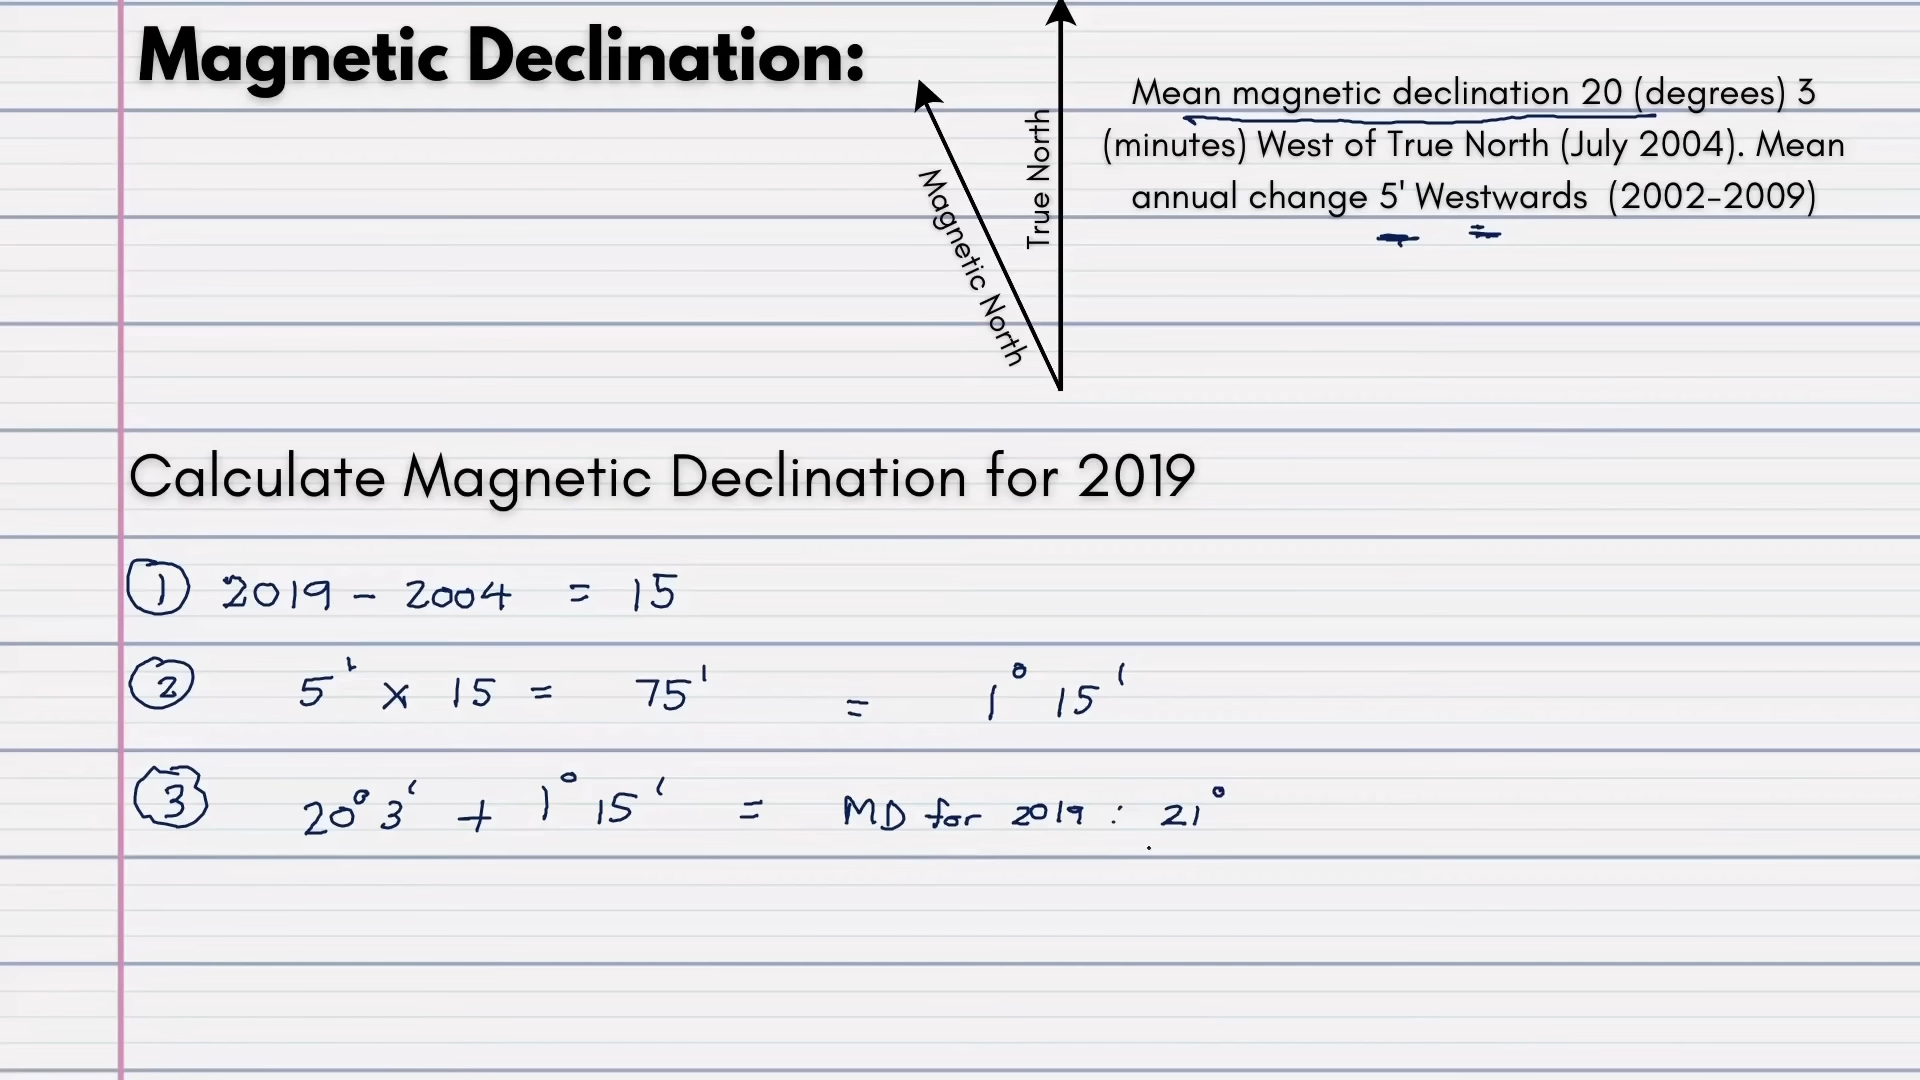 Magnetic Declination:
Magnetic North
True North
Mean magnetic declination 20 (degrees) 3
(minutes) West of True North (July 2004). Mean
annual change 5' Westwards (2002-2009)
Calculate Magnetic Declination for 2019
① 2019 - 2004 = 15
② 5' × 15 = 75' = 1° 15'
③ 20° 3' + 1° 15' = MD for 2019 : 21°